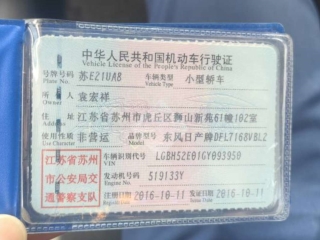 中华人民共和国机动车行驶证
Vehicle License of the People's Republic of China
号牌号码 苏E21UA8 车辆类型 小型轿车
Plate No. Vehicle Type
所有人 袁宏祥
Owner
住址 江苏省苏州市虎丘区狮山新苑61幢102室
Address
使用性质 非营运 品牌型号 东风日产牌DFL7168VBL2
Use Character Model
江苏省苏州市公安局交通警察支队
车辆识别代号 LGBH52E01GY093950
VIN
发动机号码 519133Y
Engine No.
注册日期 2016-10-11 发证日期 2016-10-11